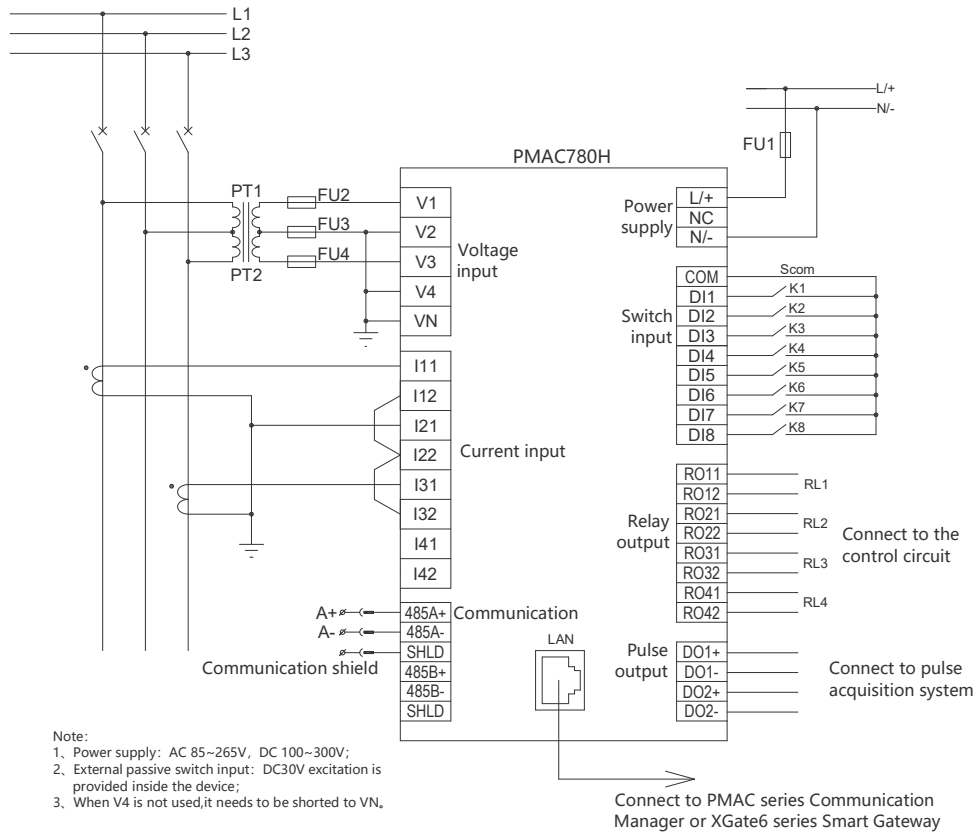 L1
L2
L3
L/+
N/-
FU1
PMAC780H
PT1
PT2
FU2
FU3
FU4
V1
V2
V3
V4
VN
Voltage
input
I11
I12
I21
I22
I31
I32
I41
I42
Current input
A+
A-
Communication shield
485A+
485A-
SHLD
485B+
485B-
SHLD
Communication
LAN
Power
supply
L/+
NC
N/-
Switch
input
COM
DI1
DI2
DI3
DI4
DI5
DI6
DI7
DI8
Scom
K1
K2
K3
K4
K5
K6
K7
K8
Relay
output
RO11
RO12
RO21
RO22
RO31
RO32
RO41
RO42
RL1
RL2
RL3
RL4
Connect to the
control circuit
Pulse
output
DO1+
DO1-
DO2+
DO2-
Connect to pulse
acquisition system
Note:
1、Power supply: AC 85~265V, DC 100~300V;
2、External passive switch input: DC30V excitation is
provided inside the device;
3、When V4 is not used,it needs to be shorted to VN。
Connect to PMAC series Communication
Manager or XGate6 series Smart Gateway